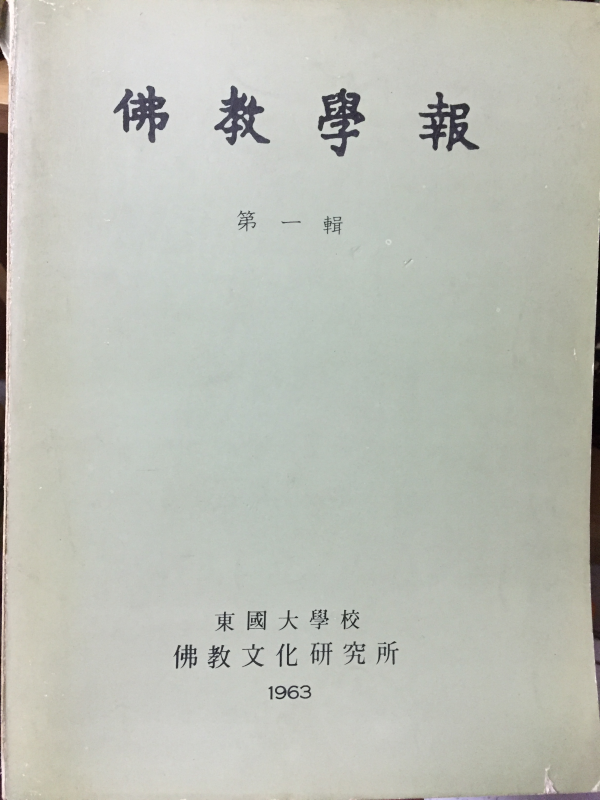 佛教學報
第一輯
東國大學校
佛教文化硏究所
1963